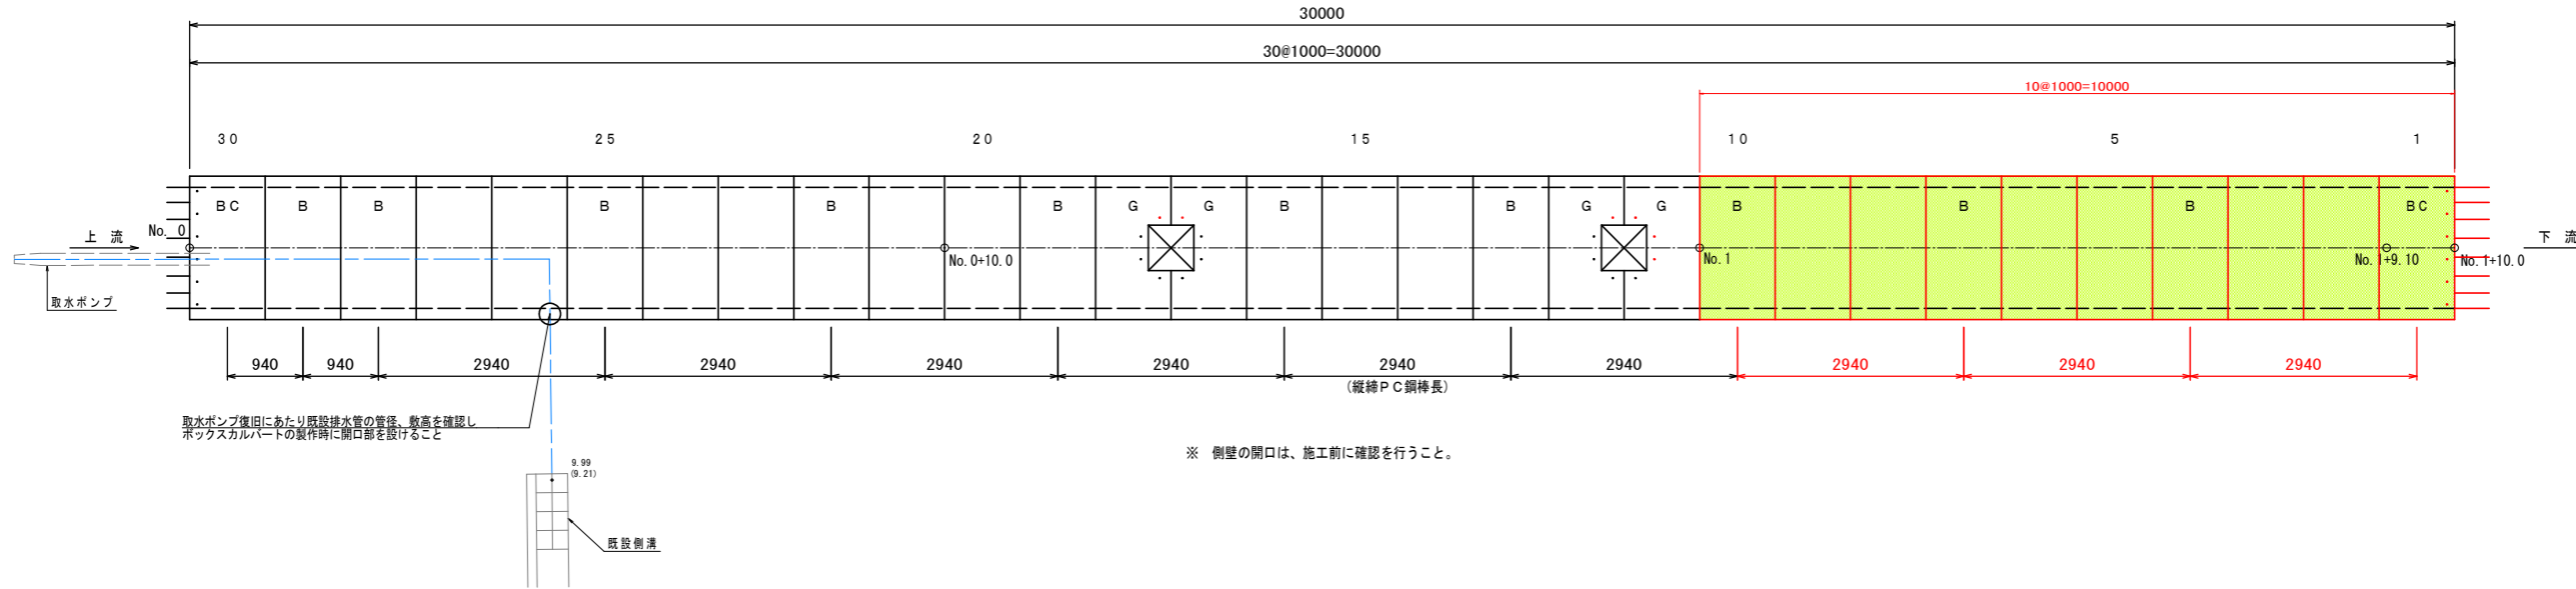 30000
30@1000=30000
10@1000=10000
30 25 20 15 10 5 1
BC B B B B B G G B B G G B B B BC
上 流 No. 0
下 流
No.0+10.0 No.1 No.1+9.10 No.1+10.0
取水ポンプ
940 940 2940 2940 2940 2940 2940 2940 2940 2940 2940
(縦締PC鋼棒長)
取水ポンプ復旧にあたり既設排水管の管径、敷高を確認し
ボックスカルバートの製作時に開口部を設けること
※ 側壁の開口は、施工前に確認を行うこと。
9.99
(9.21)
既設側溝